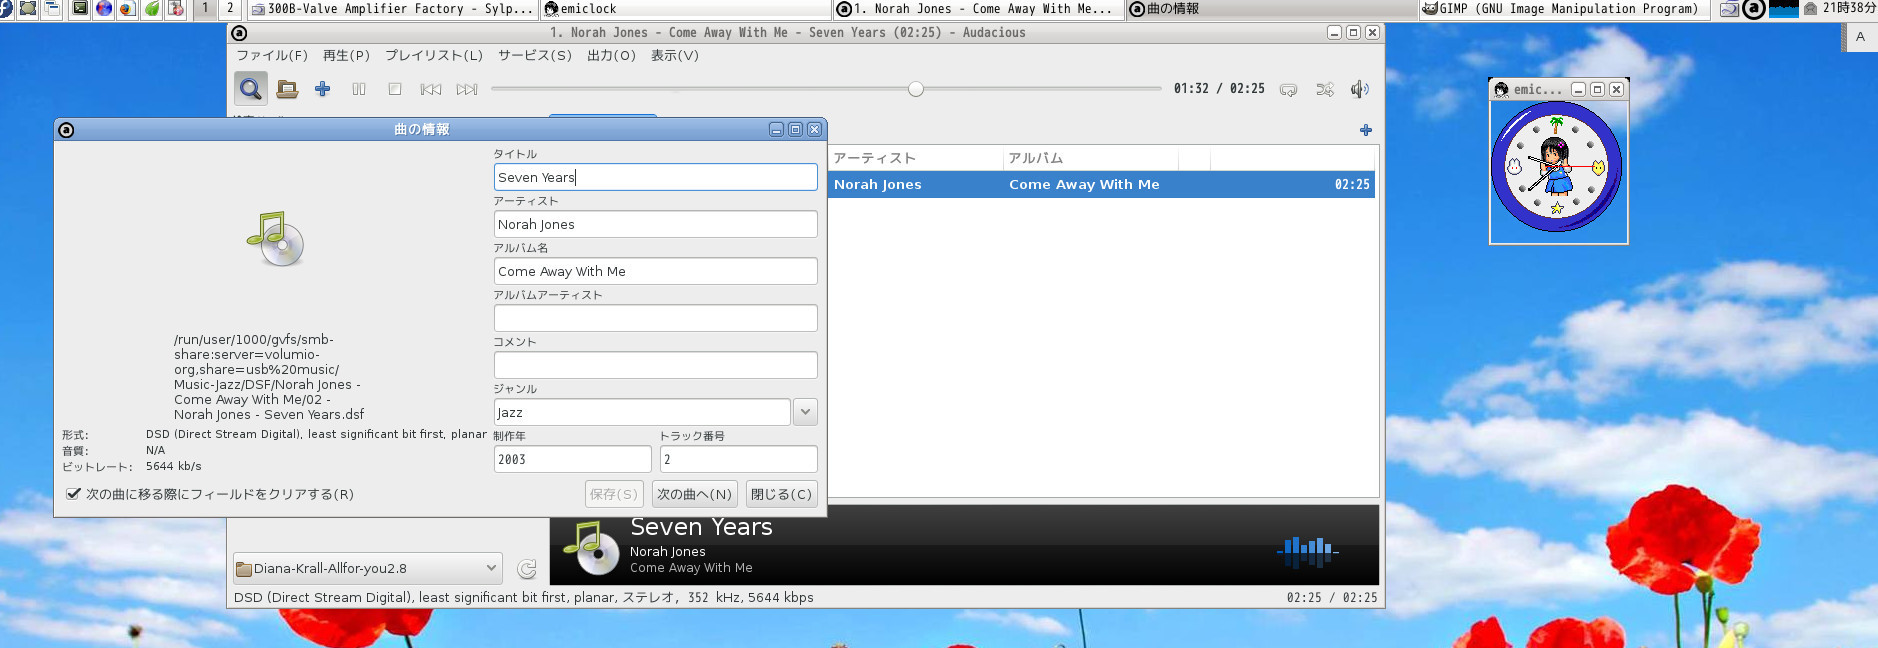 1
2
300B-Valve Amplifier Factory - Sylp...
emiclock
1. Norah Jones - Come Away With Me...
曲の情報
GIMP (GNU Image Manipulation Program)
21時38分
A
1. Norah Jones - Come Away With Me - Seven Years (02:25) - Audacious
ファイル(F) 再生(P) プレイリスト(L) サービス(S) 出力(O) 表示(V)
01:32 / 02:25
アーティスト アルバム
Norah Jones Come Away With Me 02:25
emic...
曲の情報
タイトル
Seven Years
アーティスト
Norah Jones
アルバム名
Come Away With Me
アルバムアーティスト
コメント
ジャンル
Jazz
制作年 トラック番号
2003 2
/run/user/1000/gvfs/smb-
share:server=volumio-
org,share=usb%20music/
Music-Jazz/DSF/Norah Jones -
Come Away With Me/02 -
Norah Jones - Seven Years.dsf
形式: DSD (Direct Stream Digital), least significant bit first, planar
音質: N/A
ビットレート: 5644 kb/s
次の曲に移る際にフィールドをクリアする(R)
保存(S) 次の曲へ(N) 閉じる(C)
Seven Years
Norah Jones
Come Away With Me
Diana-Krall-Allfor-you2.8
DSD (Direct Stream Digital), least significant bit first, planar, ステレオ, 352 kHz, 5644 kbps
02:25 / 02:25